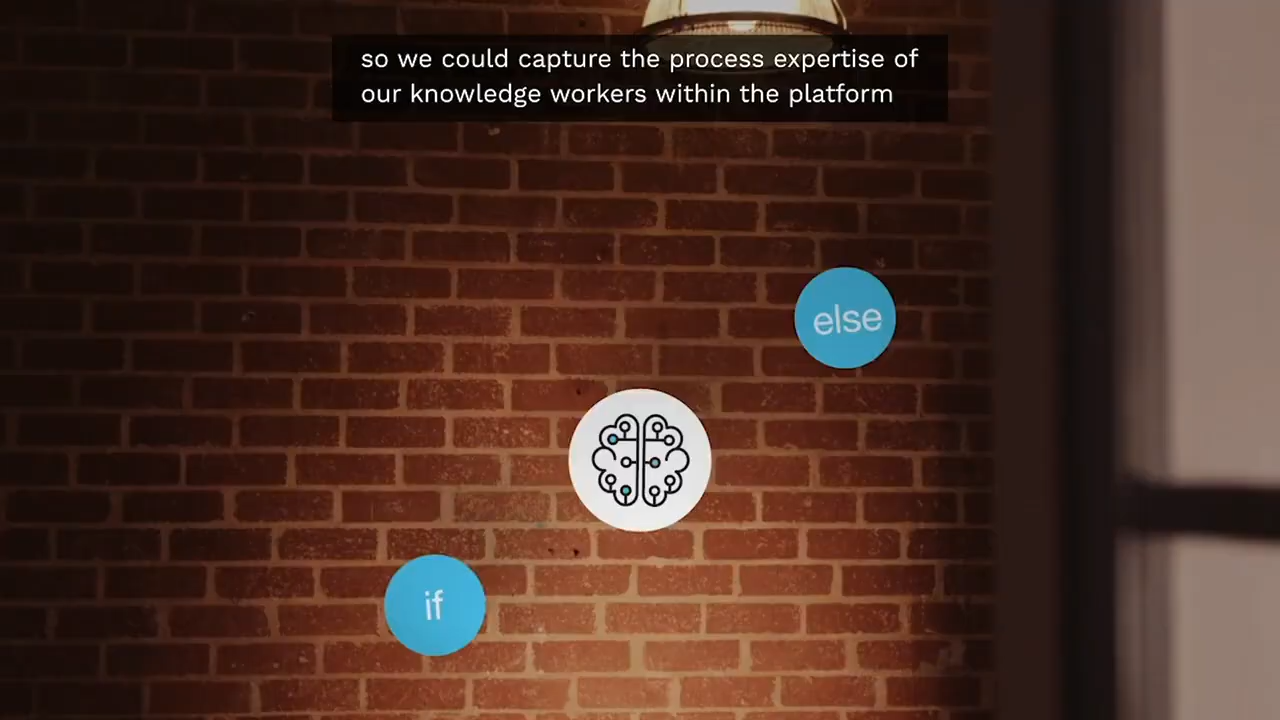 so we could capture the process expertise of
our knowledge workers within the platform
else
if